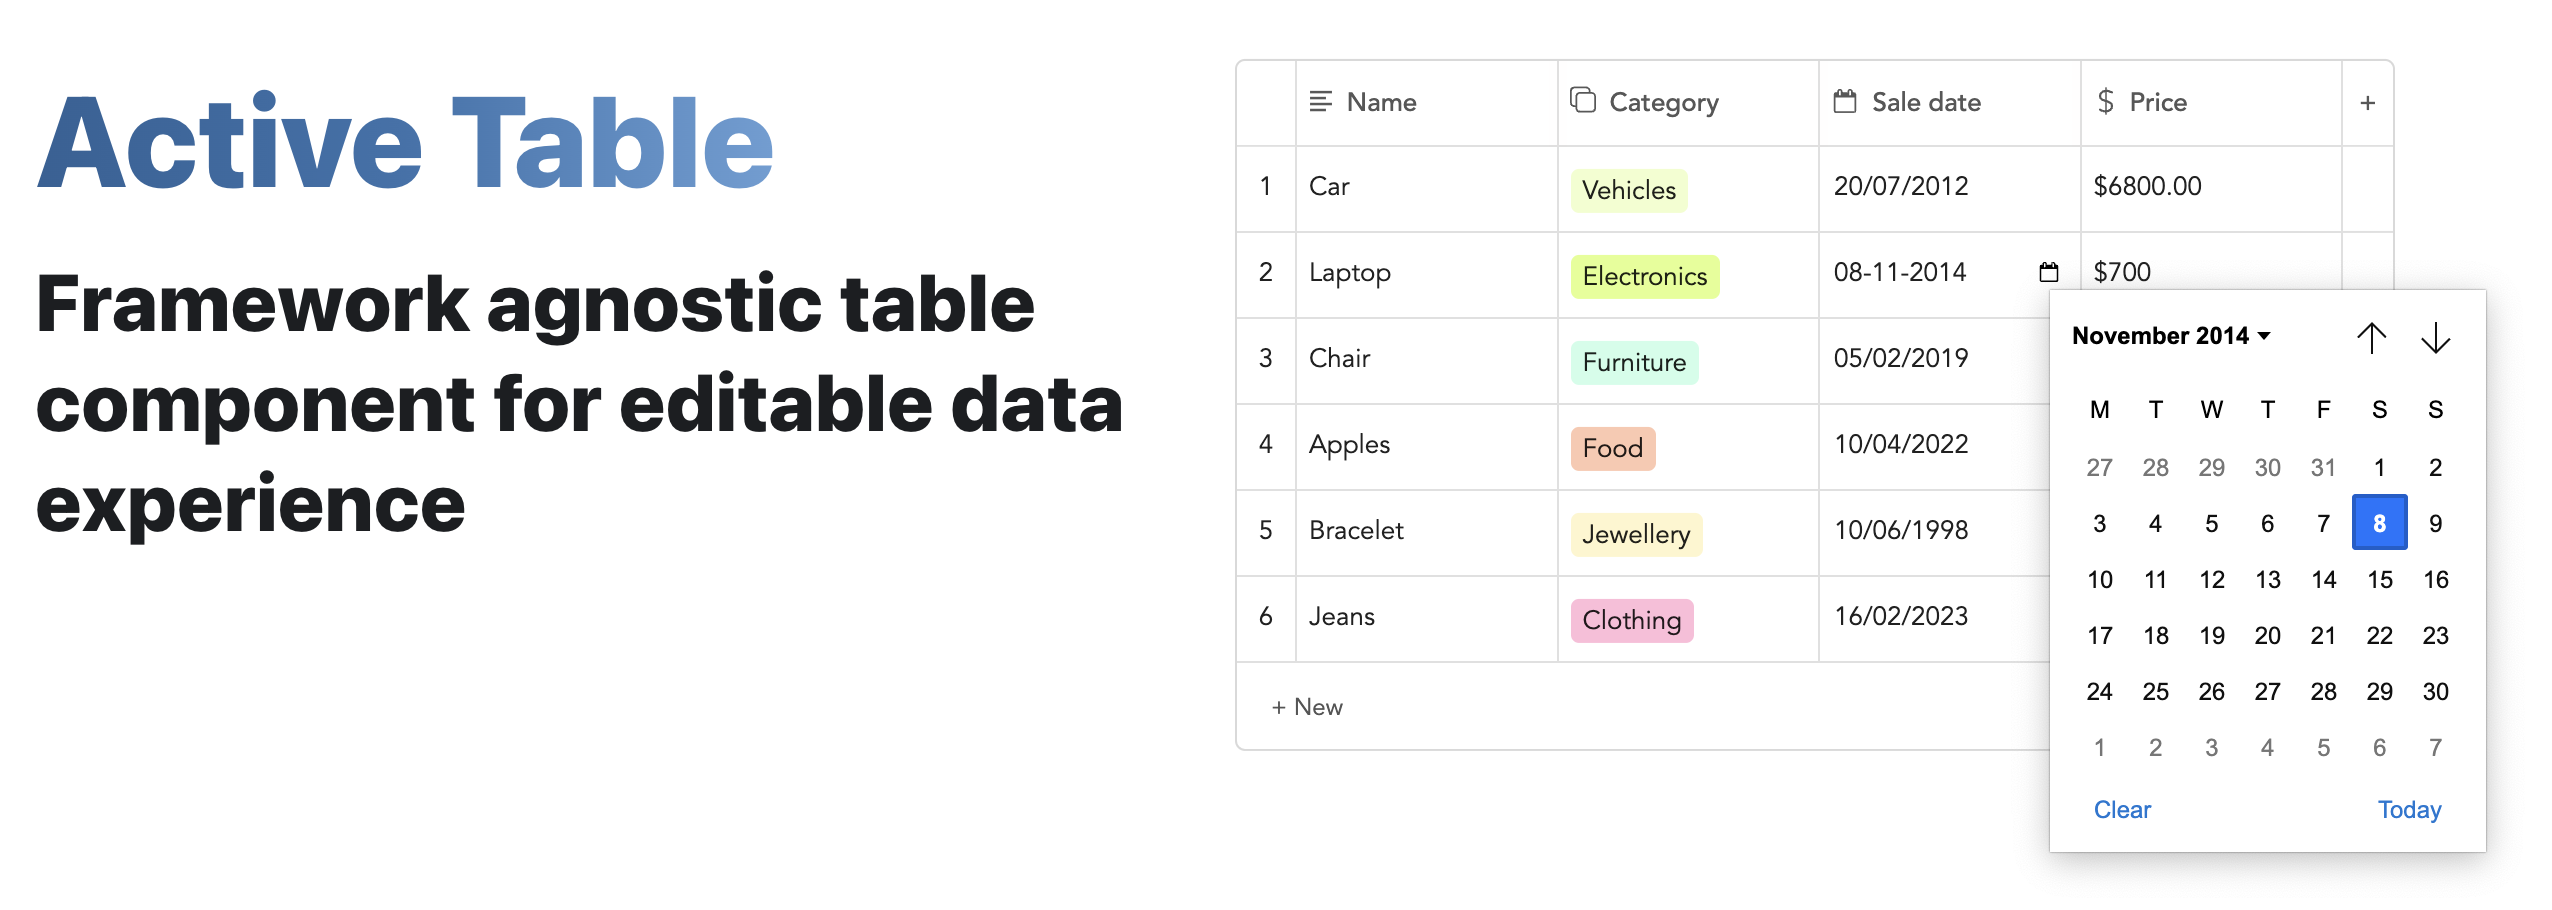 Active Table
Framework agnostic table
component for editable data
experience
Name Category Sale date $ Price +
1 Car Vehicles 20/07/2012 $6800.00
2 Laptop Electronics 08-11-2014 $700
3 Chair Furniture 05/02/2019
4 Apples Food 10/04/2022
5 Bracelet Jewellery 10/06/1998
6 Jeans Clothing 16/02/2023
+ New
November 2014
M T W T F S S
27 28 29 30 31 1 2
3 4 5 6 7 8 9
10 11 12 13 14 15 16
17 18 19 20 21 22 23
24 25 26 27 28 29 30
1 2 3 4 5 6 7
Clear Today